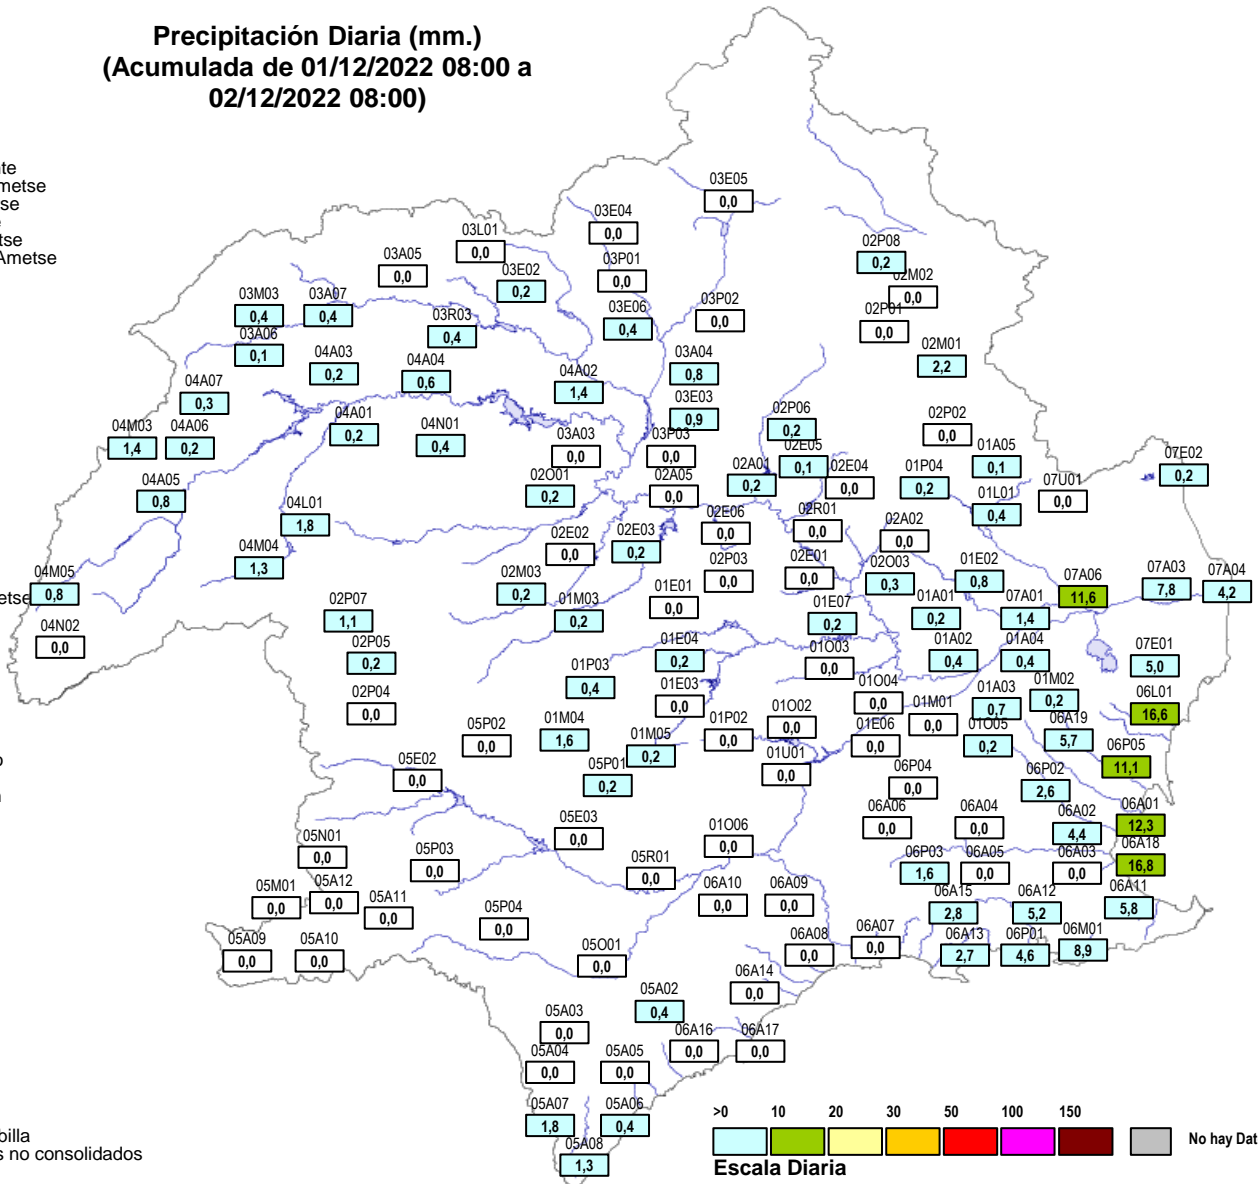 Precipitación Diaria (mm.)
(Acumulada de 01/12/2022 08:00 a
02/12/2022 08:00)
nte
metse
tse
e
tse
Ametse
etse
o
n
billa
s no consolidados
03E05
0,0
03E04
0,0
03L01
0,0
03A05
0,0
03P01
0,0
03E02
0,2
02P08
0,2
02M02
0,0
03M03
0,4
03A07
0,4
03R03
0,4
03E06
0,4
03P02
0,0
02P01
0,0
03A06
0,1
04A03
0,2
04A04
0,6
04A02
1,4
03A04
0,8
02M01
2,2
04A07
0,3
03E03
0,9
04M03
1,4
04A06
0,2
04A01
0,2
04N01
0,4
03A03
0,0
03P03
0,0
02P06
0,2
02P02
0,0
02E05
0,1
01A05
0,1
07E02
0,2
04A05
0,8
02O01
0,2
02A05
0,0
02A01
0,2
02E04
0,0
01P04
0,2
07U01
0,0
04L01
1,8
01L01
0,4
02E06
0,0
02R01
0,0
02A02
0,0
02E02
0,0
02E03
0,2
04M04
1,3
04M05
0,8
02M03
0,2
02P03
0,0
02E01
0,0
02O03
0,3
01E02
0,8
07A06
11,6
07A03
7,8
07A04
4,2
02P07
1,1
01M03
0,2
01E01
0,0
01E07
0,2
01A01
0,2
07A01
1,4
04N02
0,0
02P05
0,2
01E04
0,2
01O03
0,0
01A02
0,4
01A04
0,4
07E01
5,0
01P03
0,4
02P04
0,0
01E03
0,0
01O04
0,0
01A03
0,7
01M02
0,2
06L01
16,6
05P02
0,0
01M04
1,6
01M05
0,2
01P02
0,0
01O02
0,0
01E06
0,0
01M01
0,0
01O05
0,2
06A19
5,7
06P05
11,1
05E02
0,0
05P01
0,2
01U01
0,0
06P04
0,0
06P02
2,6
05E03
0,0
01O06
0,0
06A06
0,0
06A04
0,0
06A02
4,4
06A01
12,3
05N01
0,0
05P03
0,0
05R01
0,0
06P03
1,6
06A05
0,0
06A03
0,0
06A18
16,8
05M01
0,0
05A12
0,0
05A11
0,0
06A10
0,0
06A09
0,0
06A15
2,8
06A12
5,2
06A11
5,8
05P04
0,0
05A09
0,0
05A10
0,0
05O01
0,0
06A08
0,0
06A07
0,0
06A13
2,7
06P01
4,6
06M01
8,9
06A14
0,0
05A02
0,4
05A03
0,0
06A16
0,0
06A17
0,0
05A04
0,0
05A05
0,0
05A07
1,8
05A06
0,4
05A08
1,3
>0 10 20 30 50 100 150
No hay Dat
Escala Diaria